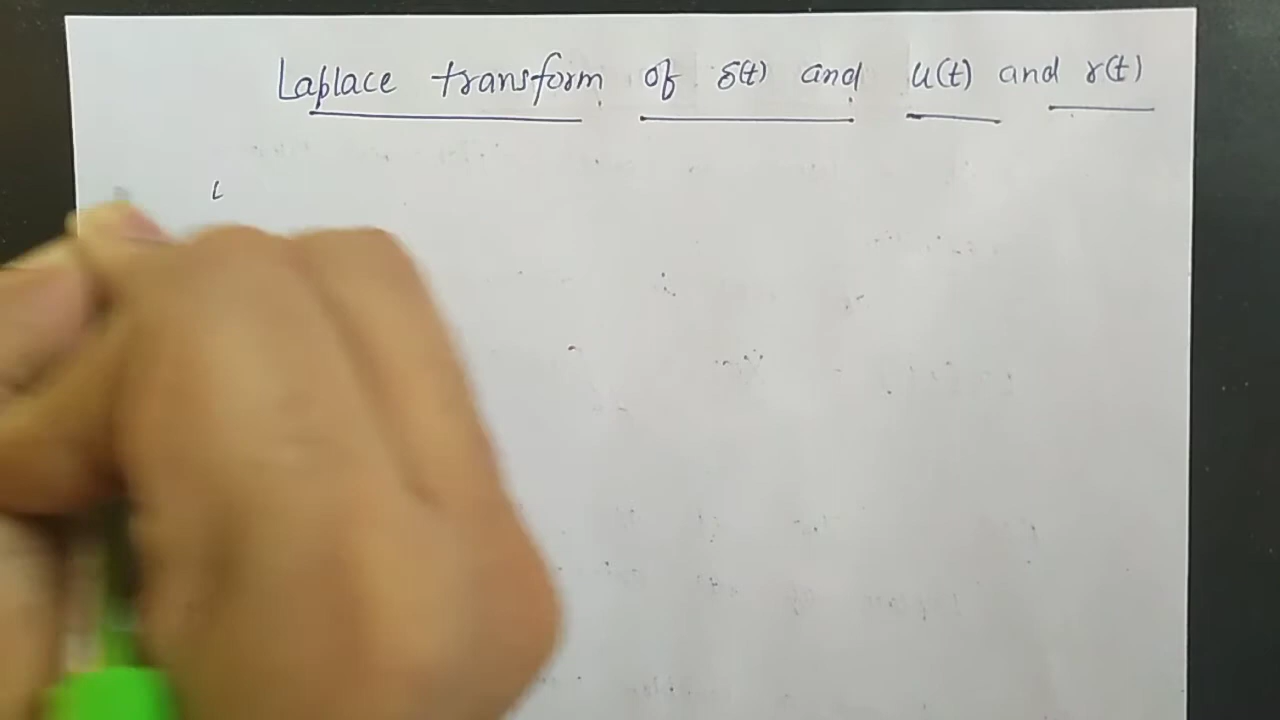 Laplace transform of δ(t) and u(t) and r(t)
L